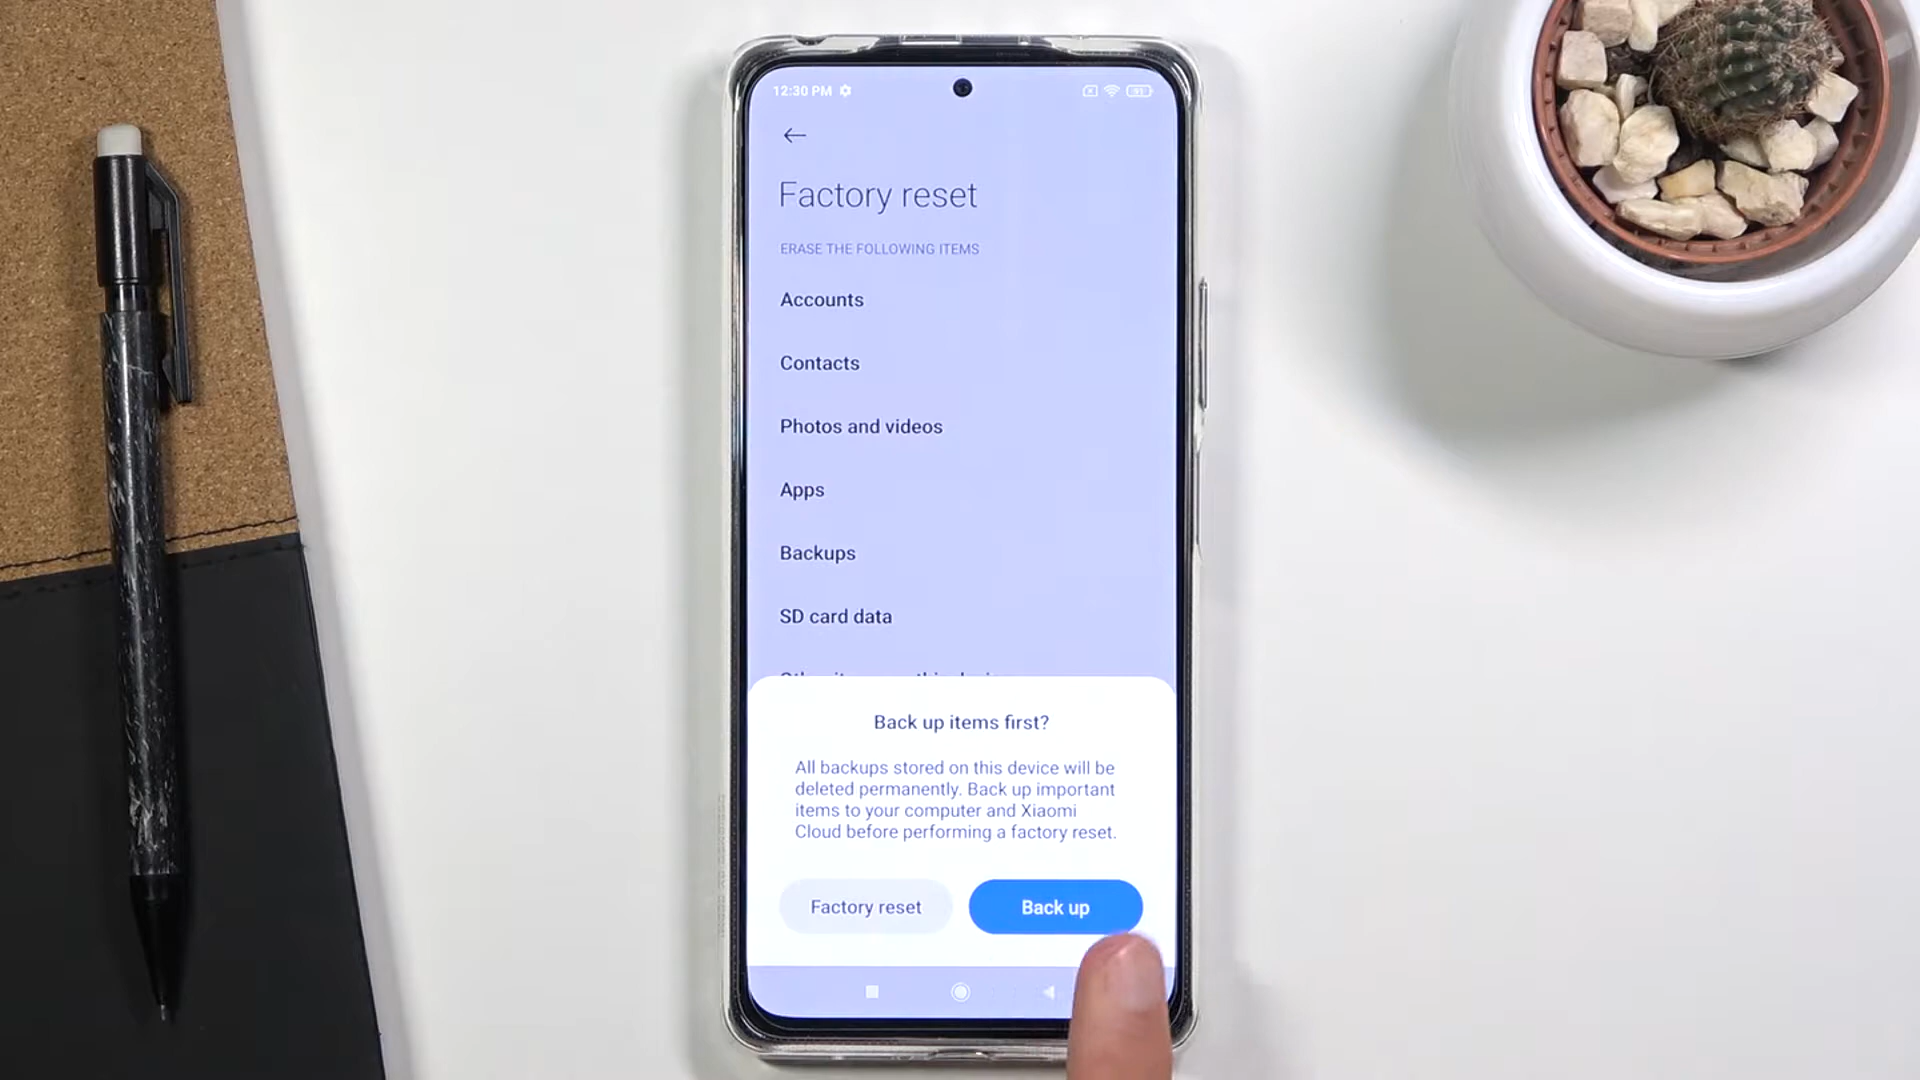 12:30 PM
91
Factory reset
ERASE THE FOLLOWING ITEMS
Accounts
Contacts
Photos and videos
Apps
Backups
SD card data
Back up items first?
All backups stored on this device will be
deleted permanently. Back up important
items to your computer and Xiaomi
Cloud before performing a factory reset.
Factory reset
Back up